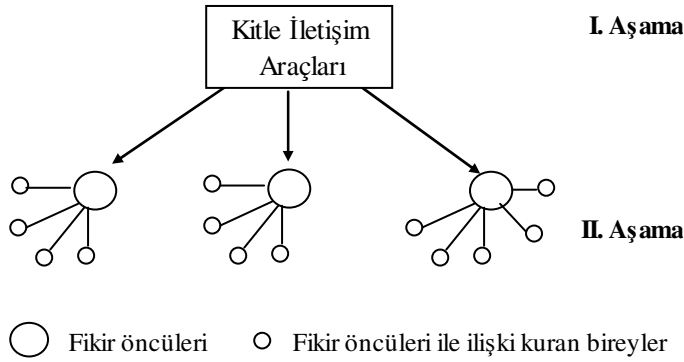 Kitle İletişim
Araçları
I. Aşama
II. Aşama
Fikir öncüleri
Fikir öncüleri ile ilişki kuran bireyler